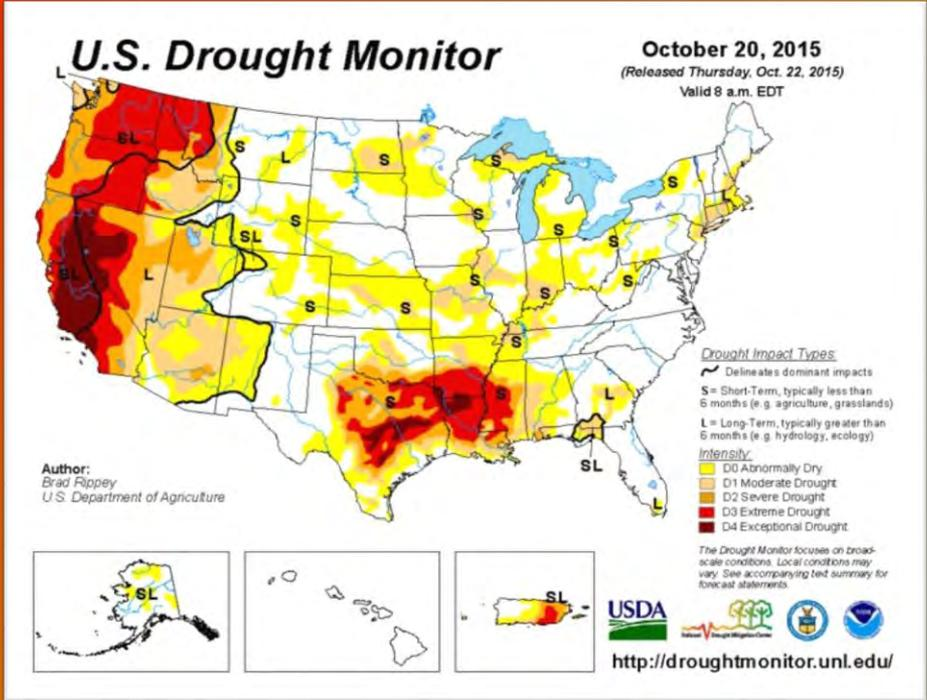 U.S. Drought Monitor
October 20, 2015
(Released Thursday, Oct. 22, 2015)
Valid 8 a.m. EDT
L
SL
S
L
S
S
S
L
S
S
S
SL
S
S
SL
L
S
S
S
S
S
S
S
S
L
SL
L
Drought Impact Types:
Delineates dominant impacts
S = Short-Term, typically less than
6 months (e.g. agriculture, grasslands)
L = Long-Term, typically greater than
6 months (e.g. hydrology, ecology)
Intensity:
D0 Abnormally Dry
D1 Moderate Drought
D2 Severe Drought
D3 Extreme Drought
D4 Exceptional Drought
Author:
Brad Rippey
U.S. Department of Agriculture
The Drought Monitor focuses on broad-
scale conditions. Local conditions may
vary. See accompanying text summary for
forecast statements.
SL
SL
USDA
National Drought Mitigation Center
http://droughtmonitor.unl.edu/